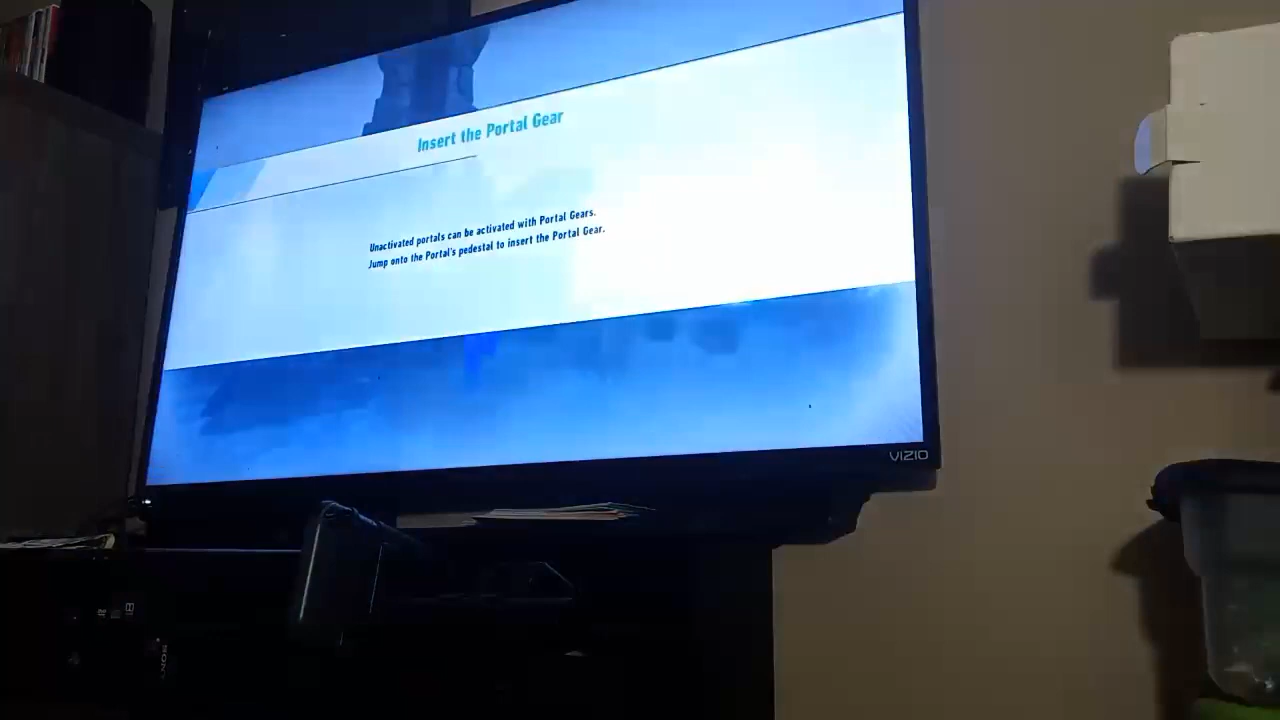 Insert the Portal Gear
Unactivated portals can be activated with Portal Gears.
Jump onto the Portal's pedestal to insert the Portal Gear.
VIZIO
SONY